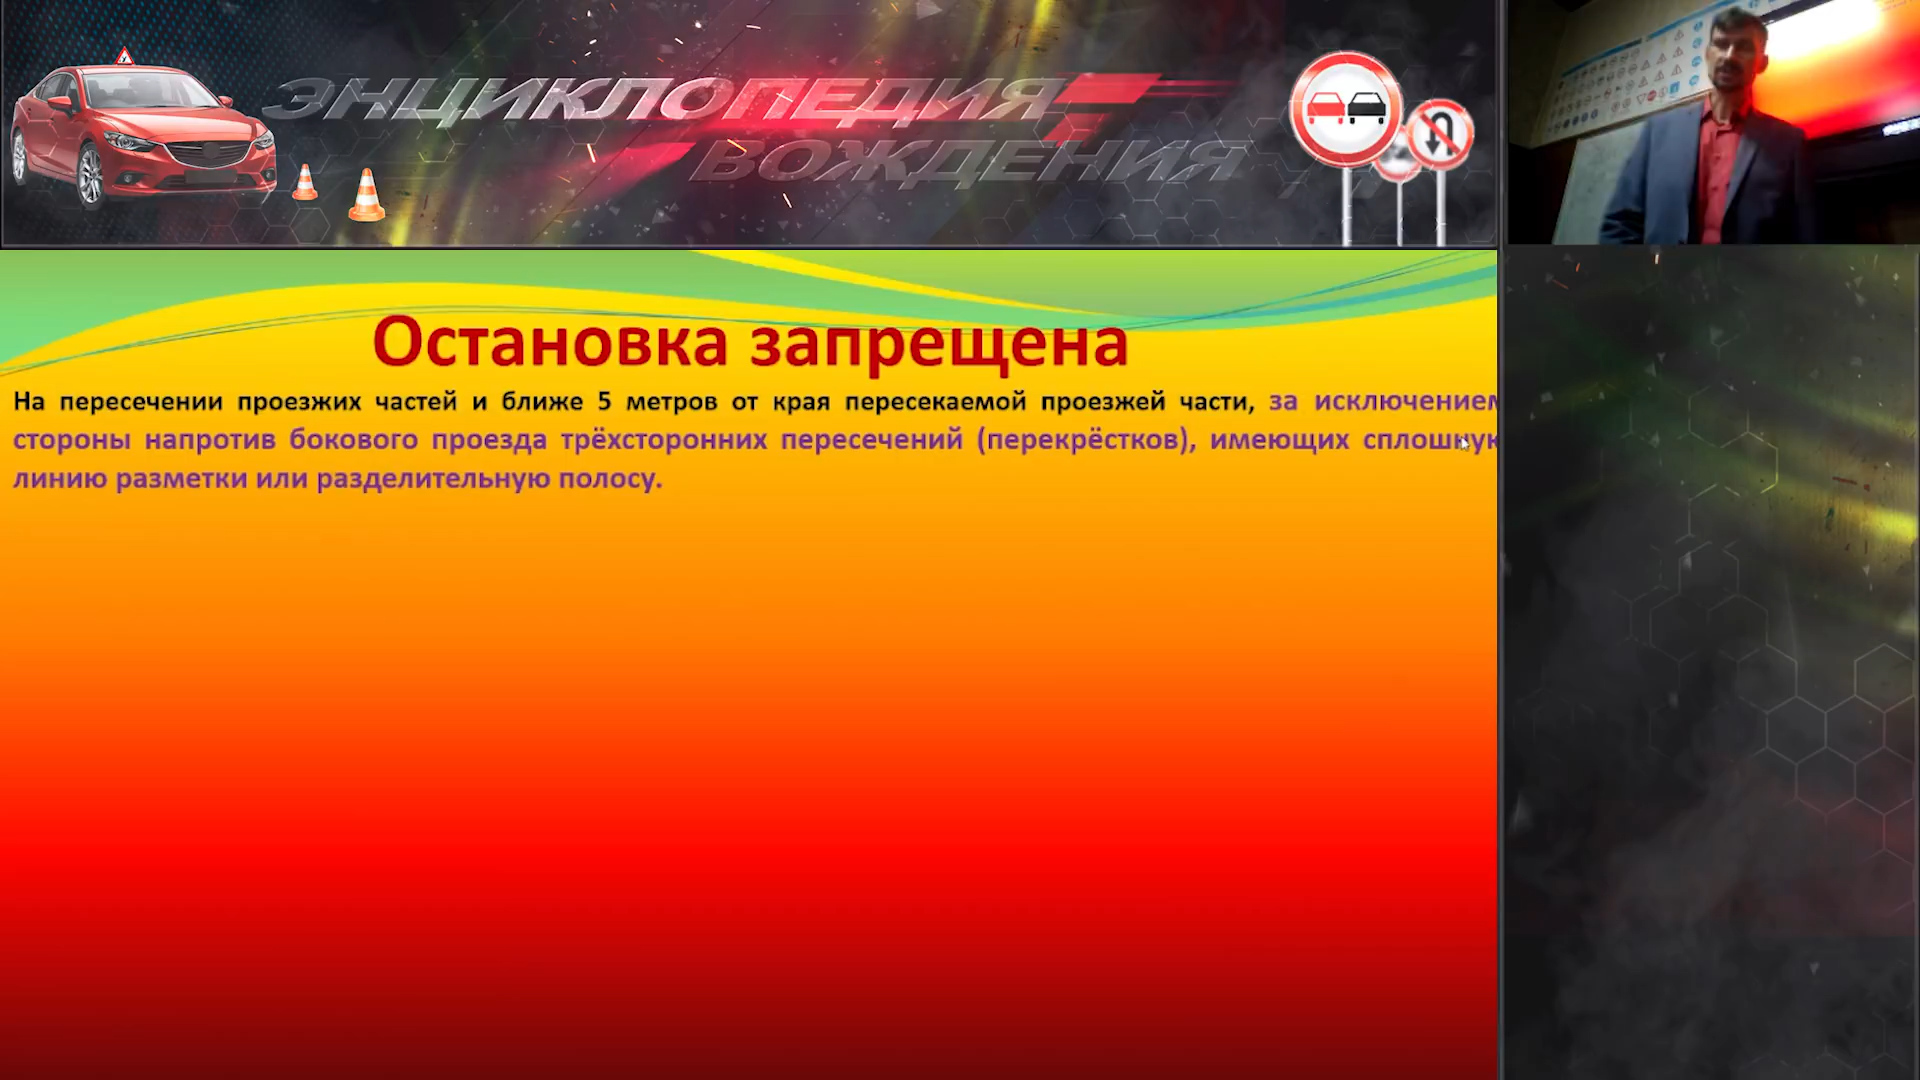 ЭНЦИКЛОПЕДИЯ
ВОЖДЕНИЯ
Остановка запрещена
На пересечении проезжих частей и ближе 5 метров от края пересекаемой проезжей части, за исключением
стороны напротив бокового проезда трёхсторонних пересечений (перекрёстков), имеющих сплошную
линию разметки или разделительную полосу.